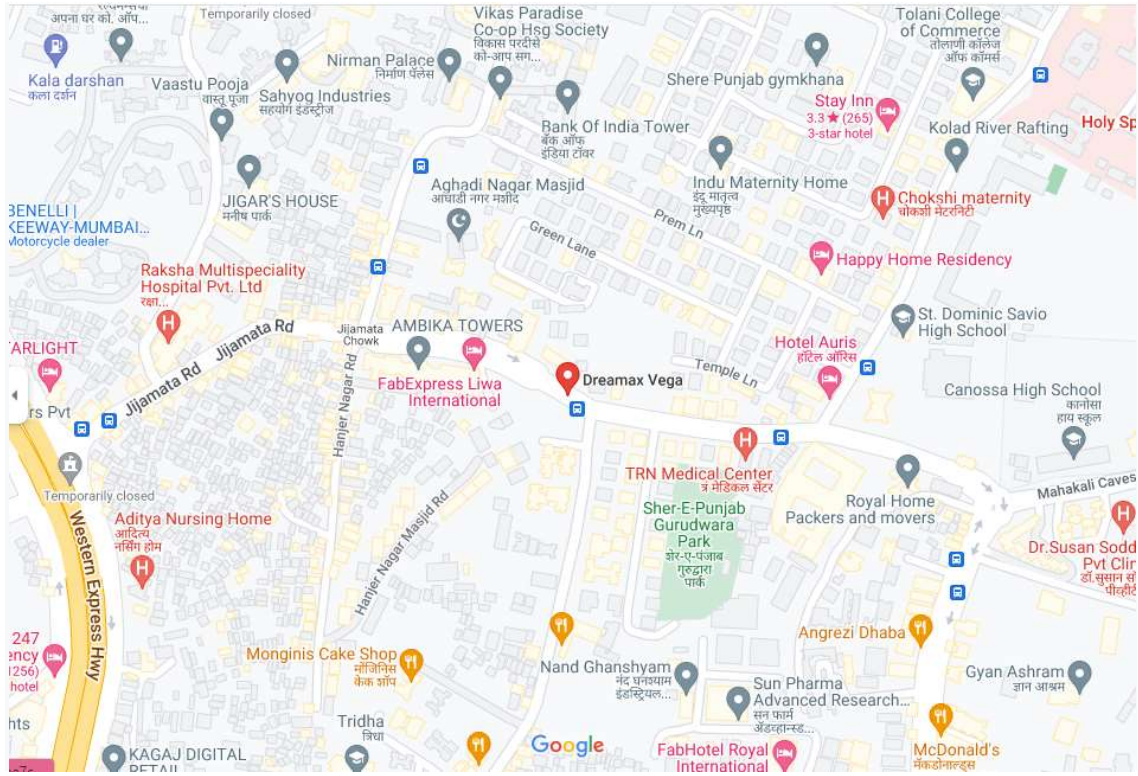 अपना घर को. ऑप...
Temporarily closed
Kala darshan
कला दर्शन
Vaastu Pooja
वास्तू पूजा
Sahyog Industries
सहयोग इंडस्ट्रीज
Nirman Palace
निर्माण पॅलेस
Vikas Paradise
Co-op Hsg Society
विकास परदीसे
को-आप सग...
Bank Of India Tower
बँक ऑफ
इंडिया टॉवर
Shere Punjab gymkhana
Tolani College
of Commerce
तोलाणी कॉलेज
ऑफ कॉमर्स
Stay Inn
3.3 ★ (265)
3-star hotel
Kolad River Rafting
Holy Sp
JIGAR'S HOUSE
मनीष पार्क
Aghadi Nagar Masjid
आघाडी नगर मशीद
Indu Maternity Home
इंदू मातृत्व
मुख्यपृष्ठ
Chokshi maternity
चोकशी मेटरनिटी
BENELLI |
KEEWAY-MUMBAI...
Motorcycle dealer
Prem Ln
Green Lane
Happy Home Residency
Raksha Multispeciality
Hospital Pvt. Ltd
रक्षा...
Jijamata Rd
Jijamata Rd
Jijamata
Chowk
AMBIKA TOWERS
FabExpress Liwa
International
Dreamax Vega
Temple Ln
Hotel Auris
हॉटेल ऑरिस
St. Dominic Savio
High School
Canossa High School
कानोसा
हाय स्कूल
TARLIGHT
rs Pvt
Hanjer Nagar Rd
Temporarily closed
Aditya Nursing Home
आदित्य
नर्सिंग होम
Western Express Hwy
Hanjer Nagar Masjid Rd
TRN Medical Center
त्र मेडिकल सेंटर
Sher-E-Punjab
Gurudwara
Park
शेर-ए-पंजाब
गुरुद्वारा
पार्क
Royal Home
Packers and movers
Mahakali Caves
Dr.Susan Sodd
Pvt Clin
डॉ.सुसान सो
पीव्हीटी
247
ency
1256)
hotel
Monginis Cake Shop
मॉंजिनिस
केक शॉप
Angrezi Dhaba
Nand Ghanshyam
नंद घनश्याम
इंडस्ट्रियल...
Sun Pharma
Advanced Research...
सन फार्म
ॲडव्हान्स्ड...
Gyan Ashram
ज्ञान आश्रम
Tridha
त्रिधा
Google
KAGAJ DIGITAL
RETAIL
FabHotel Royal
International
McDonald's
मॅकडोनाल्ड्स
hts